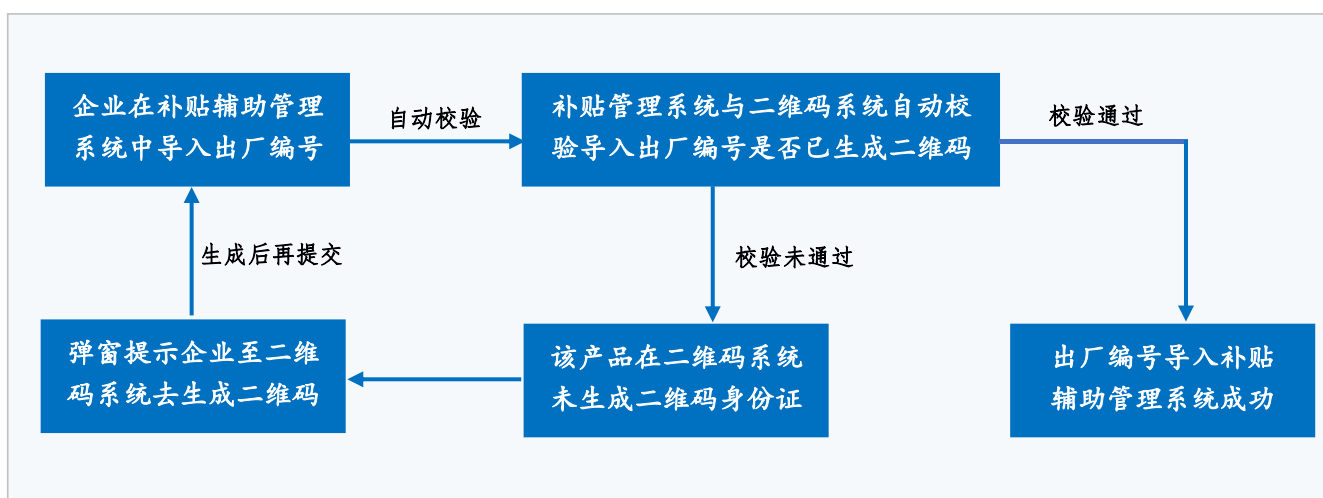 企业在补贴辅助管理
系统中导入出厂编号
自动校验
补贴管理系统与二维码系统自动校
验导入出厂编号是否已生成二维码
校验通过
生成后再提交
校验未通过
弹窗提示企业至二维
码系统去生成二维码
该产品在二维码系统
未生成二维码身份证
出厂编号导入补贴
辅助管理系统成功